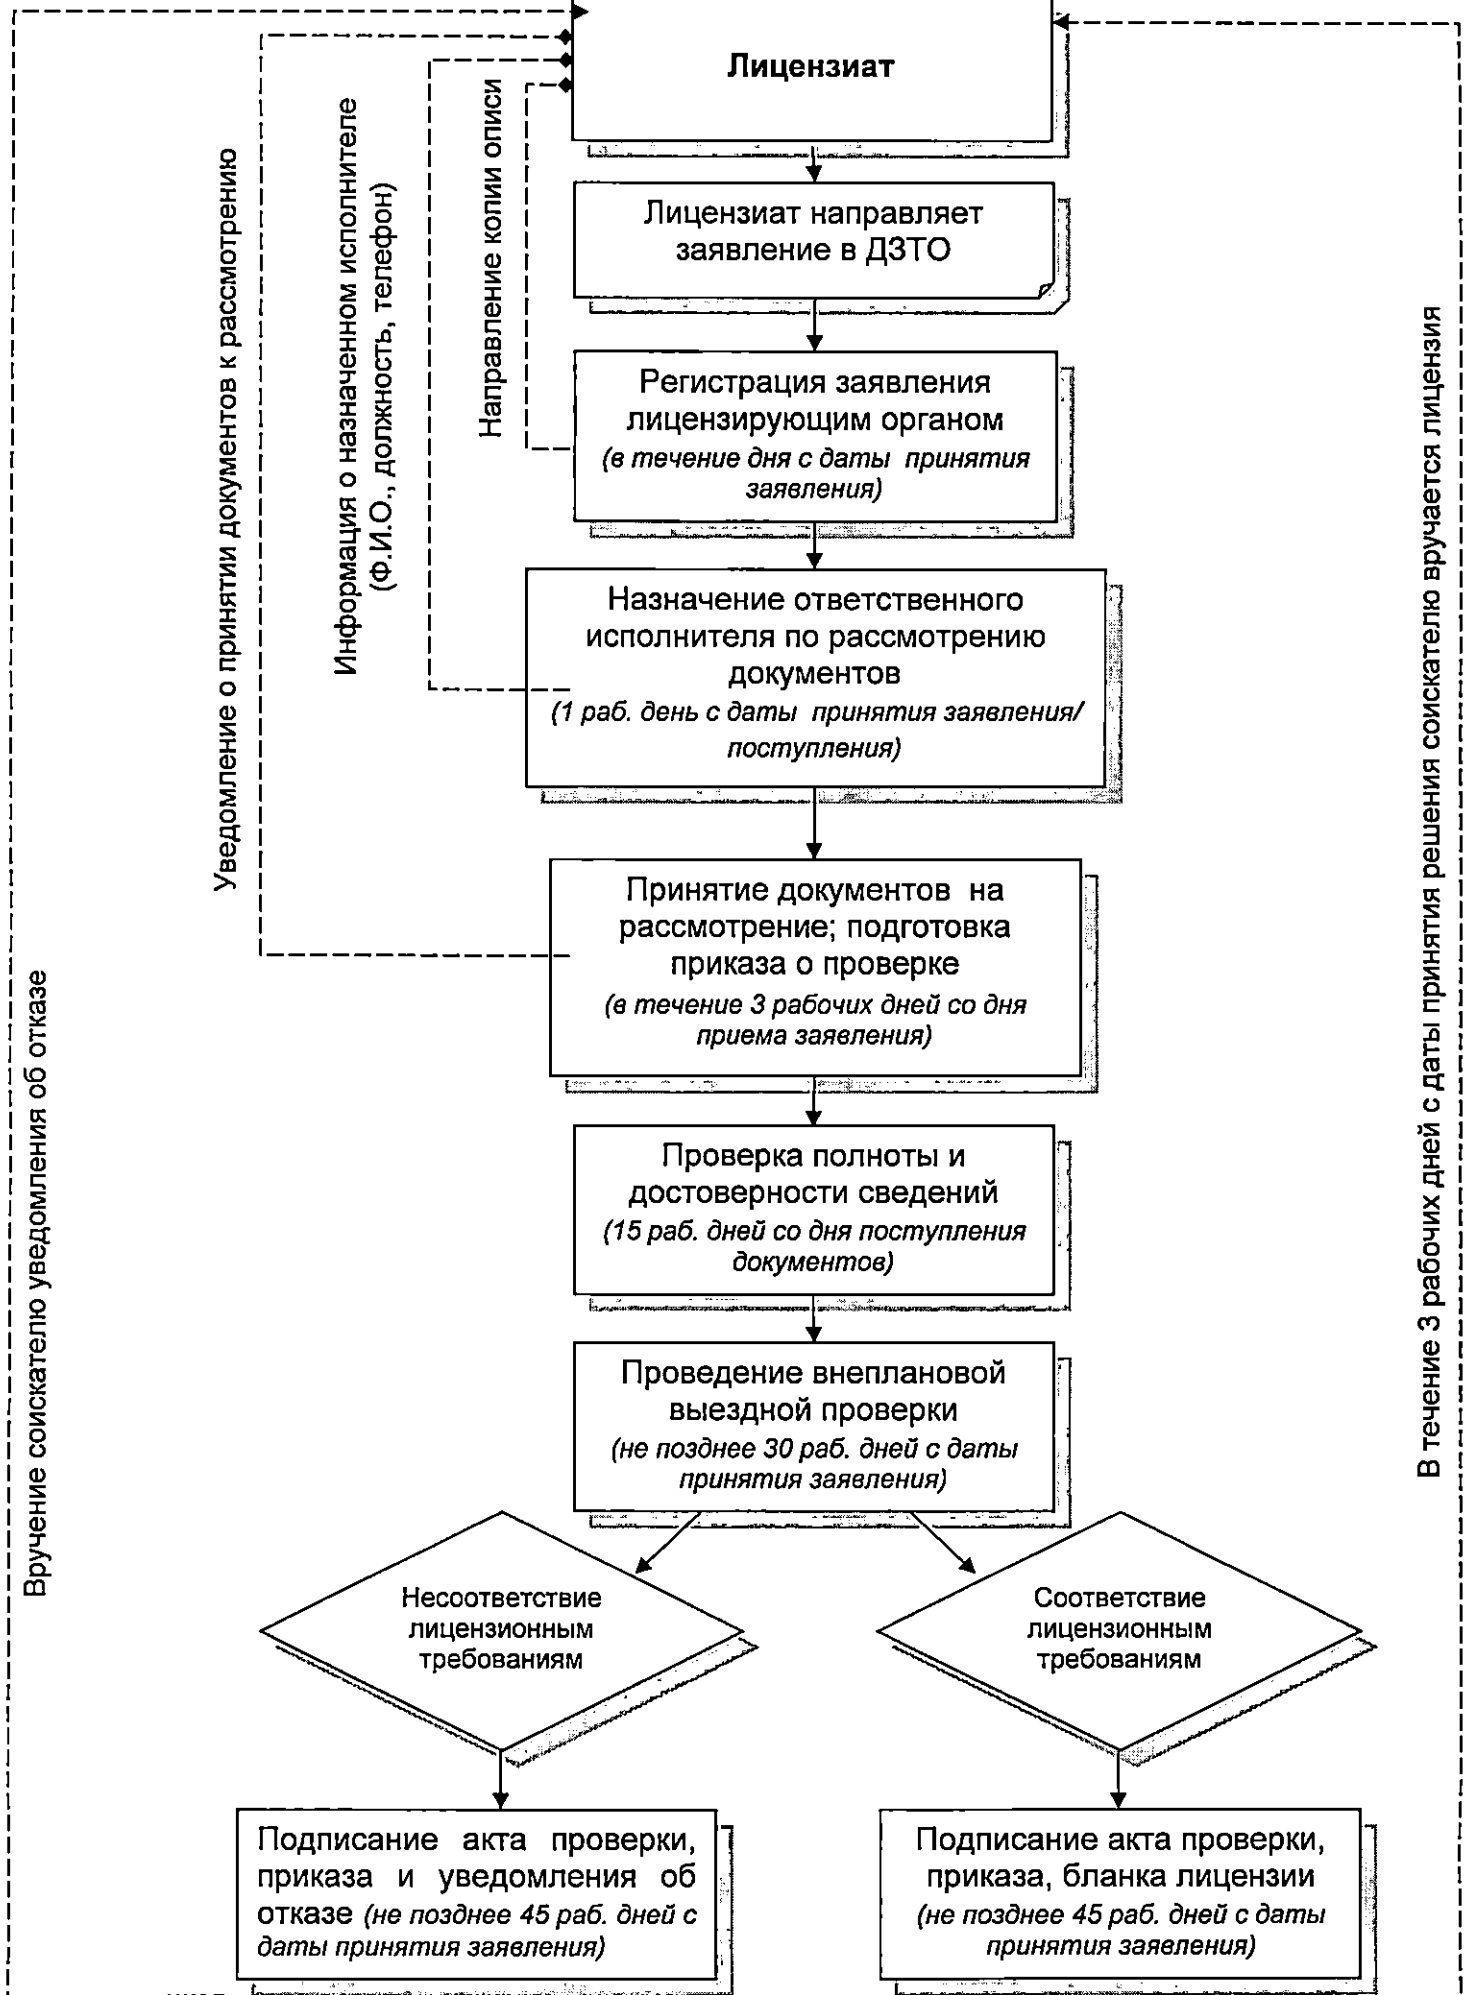 Лицензиат
Лицензиат направляет
заявление в ДЗТО
Регистрация заявления
лицензирующим органом
(в течение дня с даты принятия
заявления)
Назначение ответственного
исполнителя по рассмотрению
документов
(1 раб. день с даты принятия заявления/
поступления)
Принятие документов на
рассмотрение; подготовка
приказа о проверке
(в течение 3 рабочих дней со дня
приема заявления)
Проверка полноты и
достоверности сведений
(15 раб. дней со дня поступления
документов)
Проведение внеплановой
выездной проверки
(не позднее 30 раб. дней с даты
принятия заявления)
Несоответствие
лицензионным
требованиям
Соответствие
лицензионным
требованиям
Подписание акта проверки,
приказа и уведомления об
отказе (не позднее 45 раб. дней с
даты принятия заявления)
Подписание акта проверки,
приказа, бланка лицензии
(не позднее 45 раб. дней с даты
принятия заявления)
Вручение соискателю уведомления об отказе
Уведомление о принятии документов к рассмотрению
Информация о назначенном исполнителе
(Ф.И.О., должность, телефон)
Направление копии описи
В течение 3 рабочих дней с даты принятия решения соискателю вручается лицензия